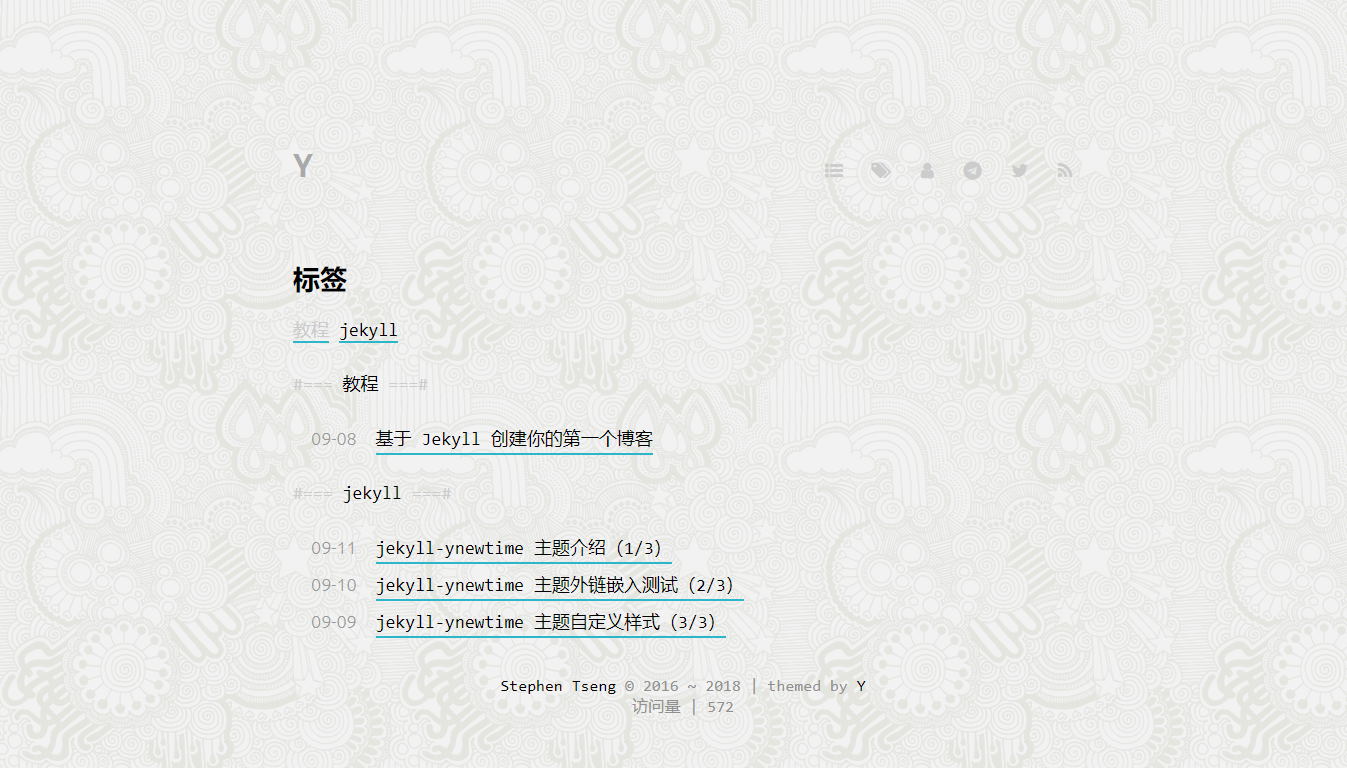 Y
标签
教程 jekyll
#=== 教程 ===#
09-08 基于 Jekyll 创建你的第一个博客
#=== jekyll ===#
09-11 jekyll-ynewtime 主题介绍（1/3）
09-10 jekyll-ynewtime 主题外链嵌入测试（2/3）
09-09 jekyll-ynewtime 主题自定义样式（3/3）
Stephen Tseng © 2016 ~ 2018 | themed by Y
访问量 | 572